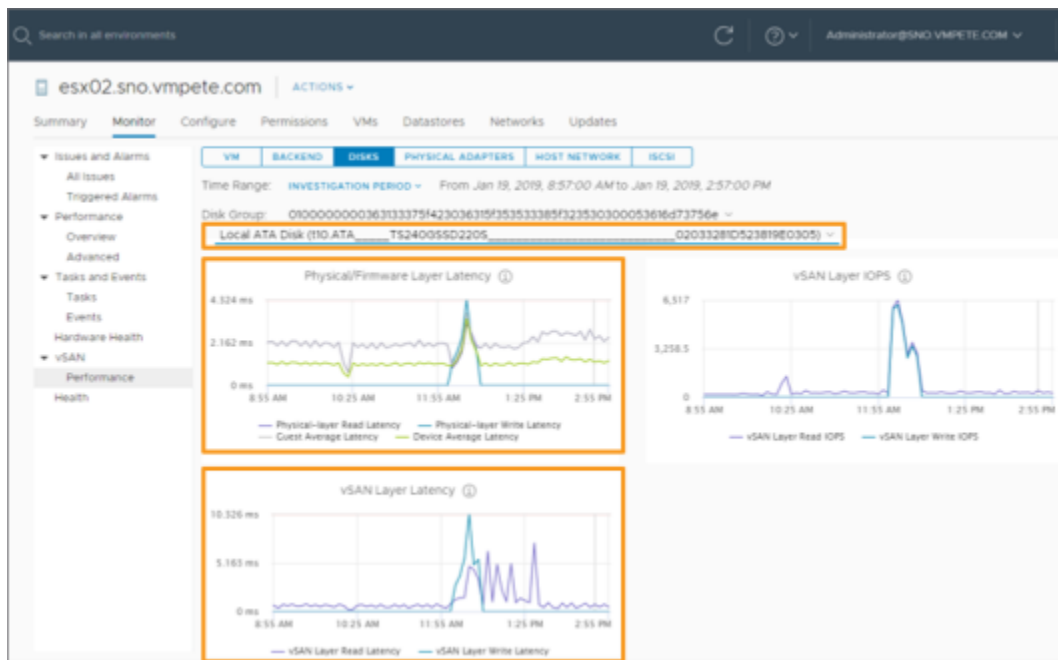 Search in all environments
Administrator@SNO.VMPETE.COM
esx02.sno.vmpete.com ACTIONS
Summary Monitor Configure Permissions VMs Datastores Networks Updates
Issues and Alarms
All Issues
Triggered Alarms
Performance
Overview
Advanced
Tasks and Events
Tasks
Events
Hardware Health
vSAN
Performance
Health
VM BACKEND DISKS PHYSICAL ADAPTERS HOST NETWORK ISCSI
Time Range: INVESTIGATION PERIOD From Jan 19, 2019, 8:57:00 AM to Jan 19, 2019, 2:57:00 PM
Disk Group:
Local ATA Disk (t10.ATA_____TS240GSSD220S
Physical/Firmware Layer Latency
4.324 ms
2.162 ms
0 ms
8:55 AM 10:25 AM 11:55 AM 1:25 PM 2:55 PM
Physical-layer Read Latency Physical-layer Write Latency
Guest Average Latency Device Average Latency
vSAN Layer IOPS
6,517
3,258.5
0
8:55 AM 10:25 AM 11:55 AM 1:25 PM 2:55 PM
vSAN Layer Read IOPS vSAN Layer Write IOPS
vSAN Layer Latency
10.326 ms
5.163 ms
0 ms
8:55 AM 10:25 AM 11:55 AM 1:25 PM 2:55 PM
vSAN Layer Read Latency vSAN Layer Write Latency